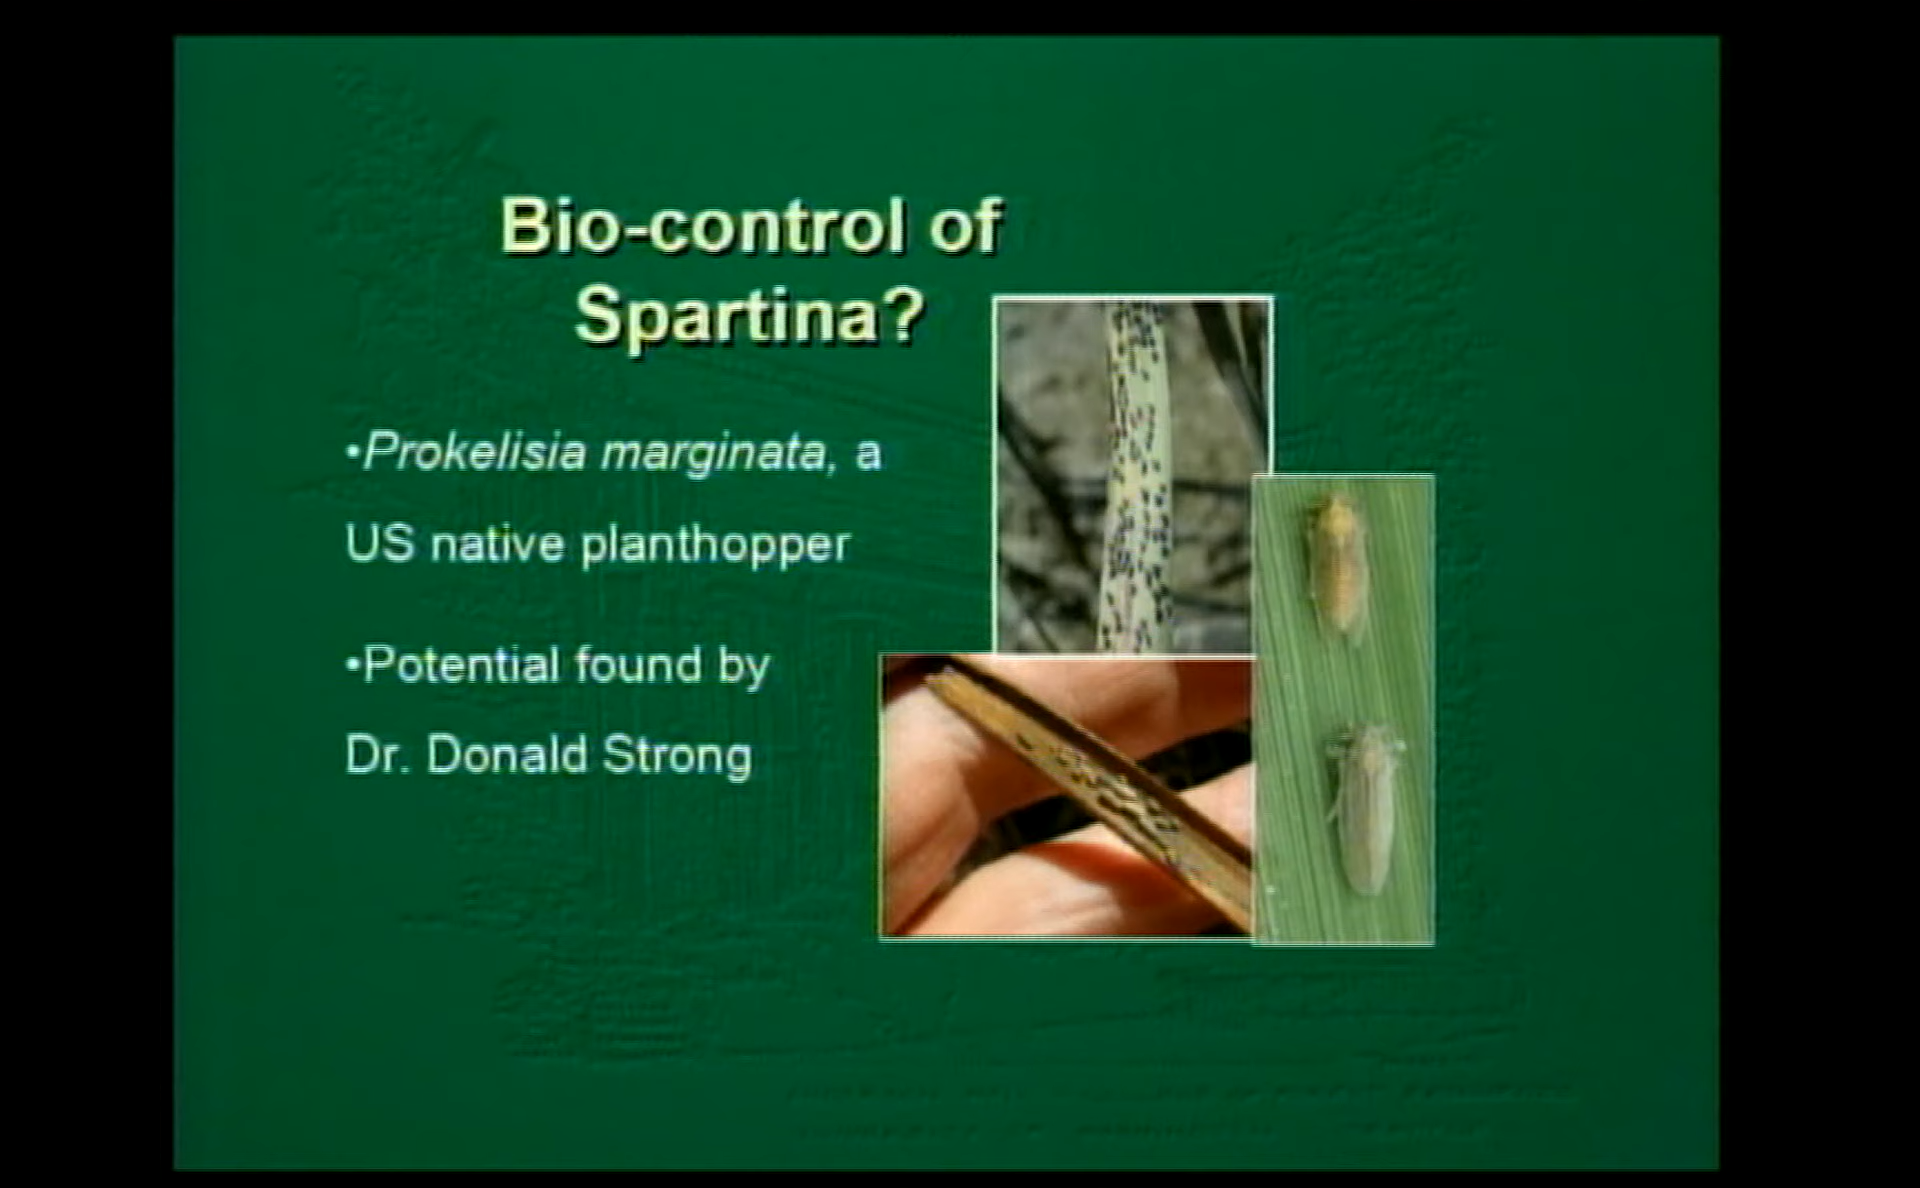 Bio-control of
Spartina?
•Prokelisia marginata, a
US native planthopper
•Potential found by
Dr. Donald Strong